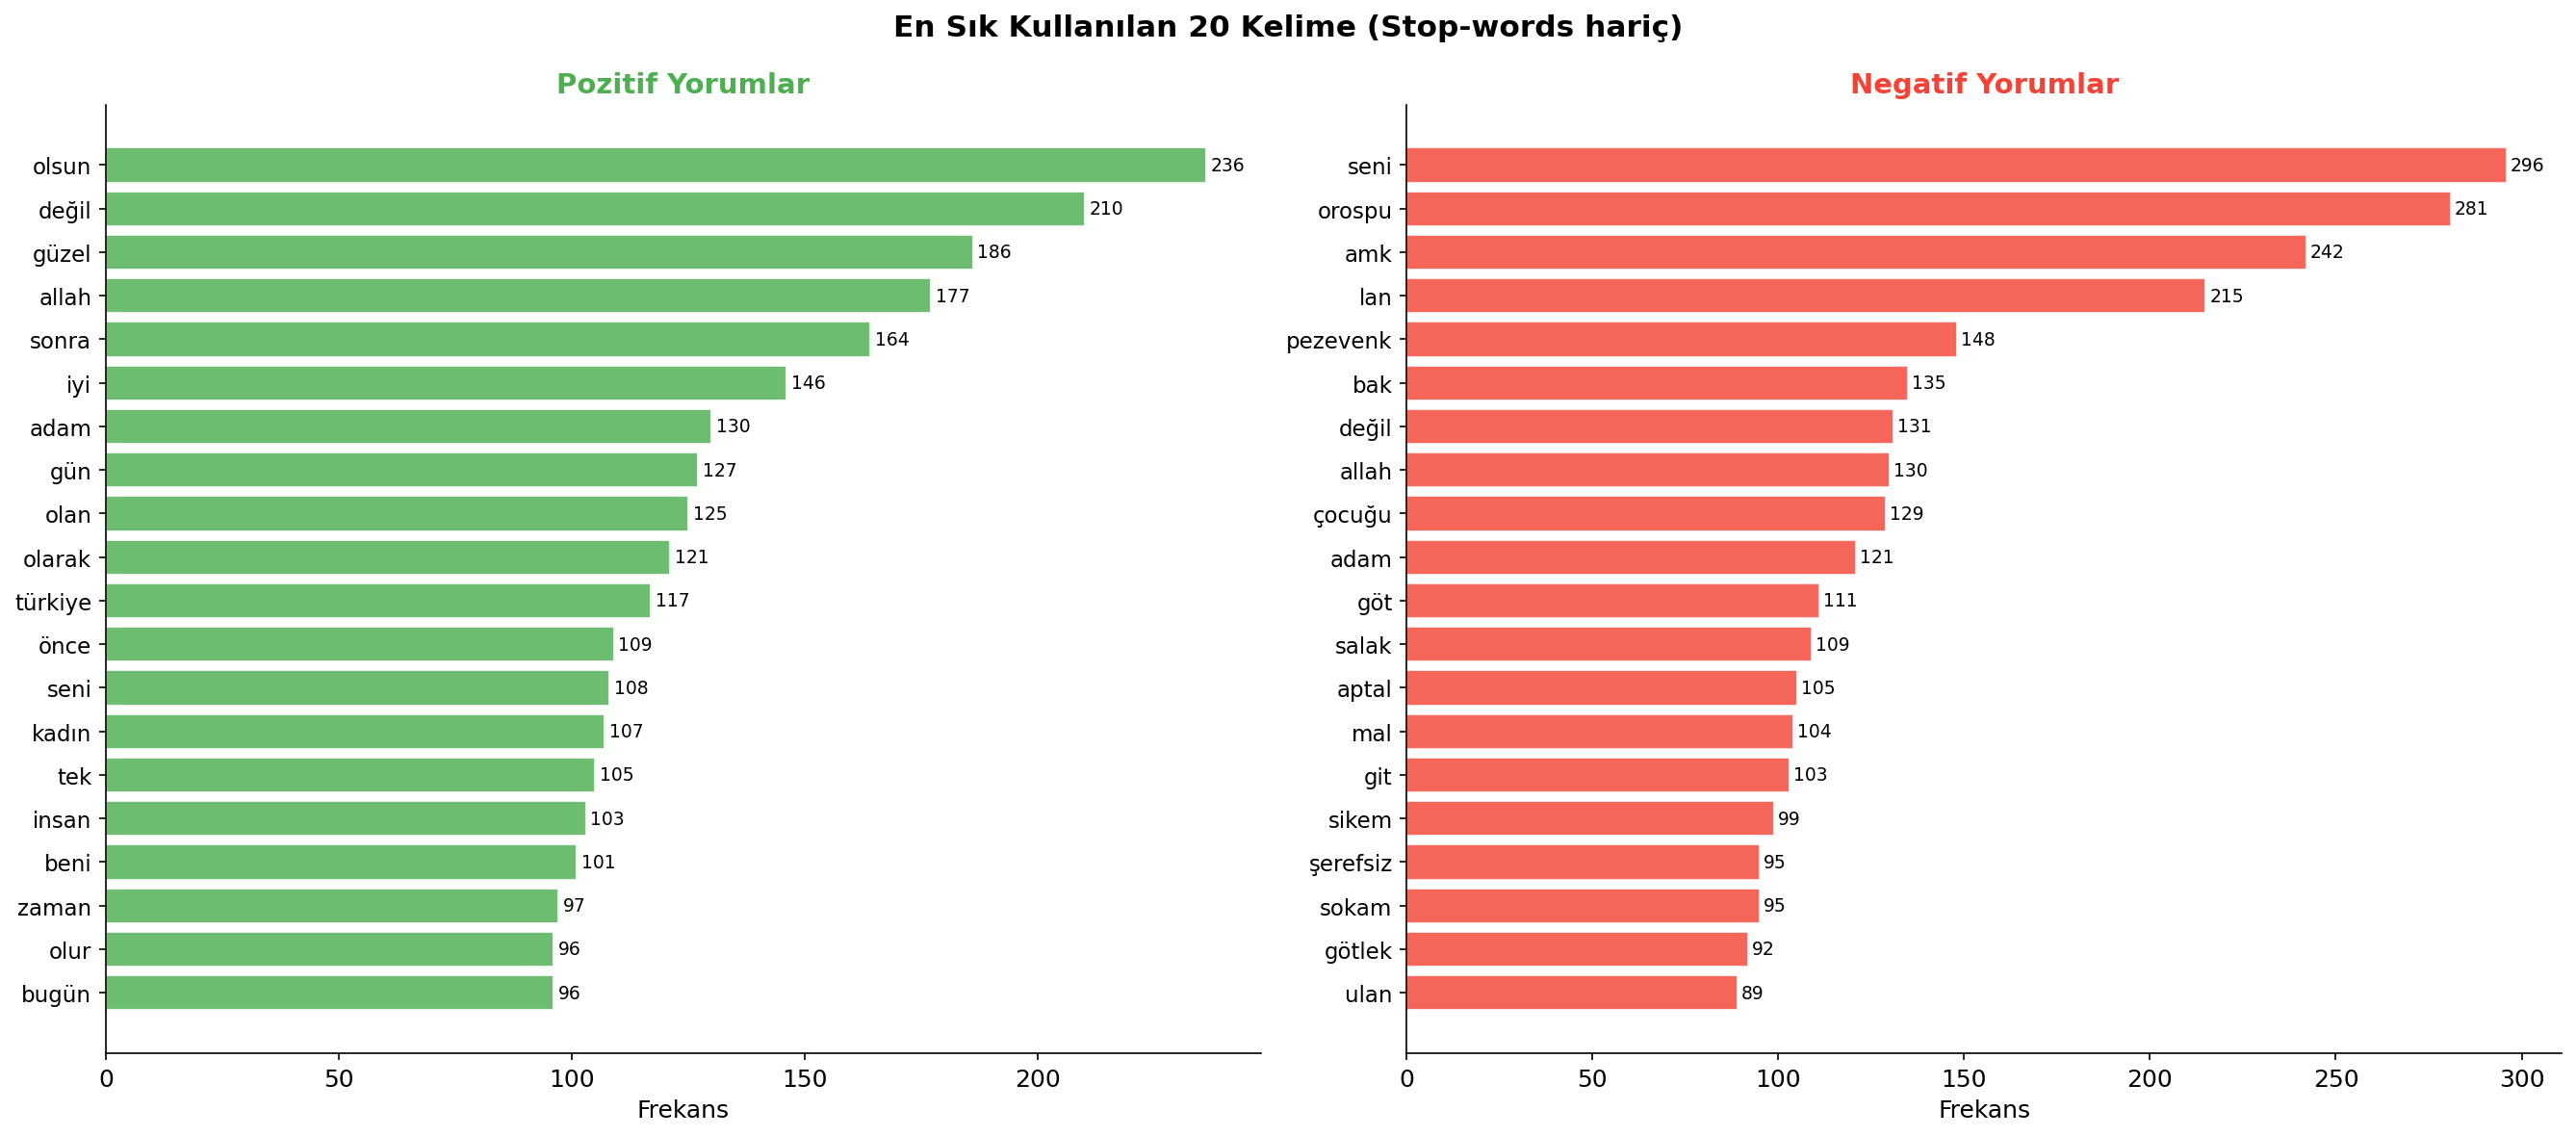 En Sık Kullanılan 20 Kelime (Stop-words hariç)
Pozitif Yorumlar
olsun 236
değil 210
güzel 186
allah 177
sonra 164
iyi 146
adam 130
gün 127
olan 125
olarak 121
türkiye 117
önce 109
seni 108
kadın 107
tek 105
insan 103
beni 101
zaman 97
olur 96
bugün 96
0 50 100 150 200
Frekans
Negatif Yorumlar
seni 296
orospu 281
amk 242
lan 215
pezevenk 148
bak 135
değil 131
allah 130
çocuğu 129
adam 121
göt 111
salak 109
aptal 105
mal 104
git 103
sikem 99
şerefsiz 95
sokam 95
götlek 92
ulan 89
0 50 100 150 200 250 300
Frekans